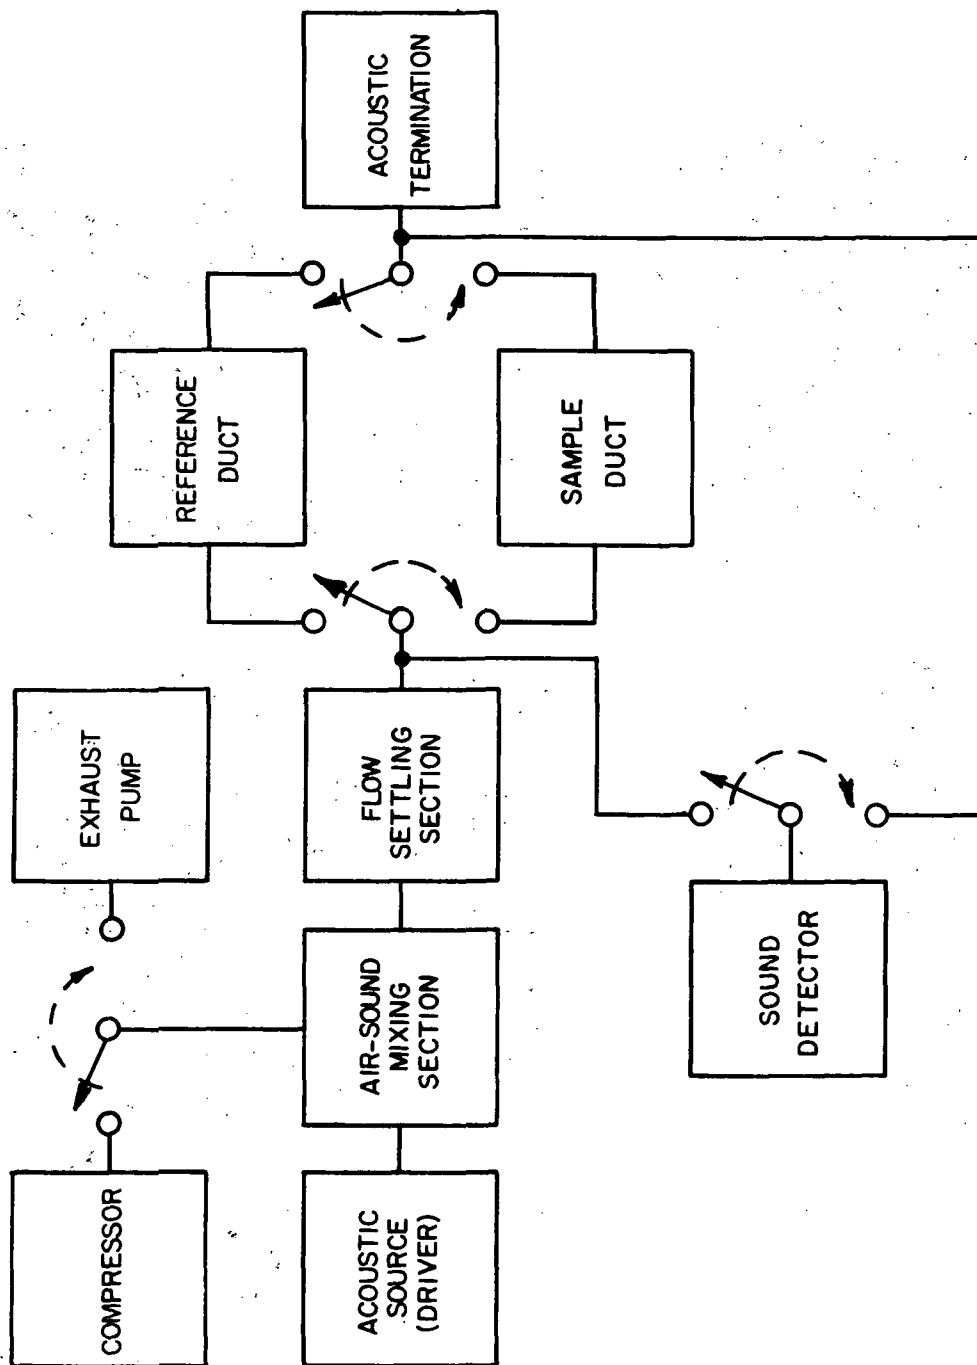 COMPRESSOR
EXHAUST
PUMP
ACOUSTIC
SOURCE
(DRIVER)
AIR-SOUND
MIXING
SECTION
FLOW
SETTLING
SECTION
REFERENCE
DUCT
SAMPLE
DUCT
ACOUSTIC
TERMINATION
SOUND
DETECTOR